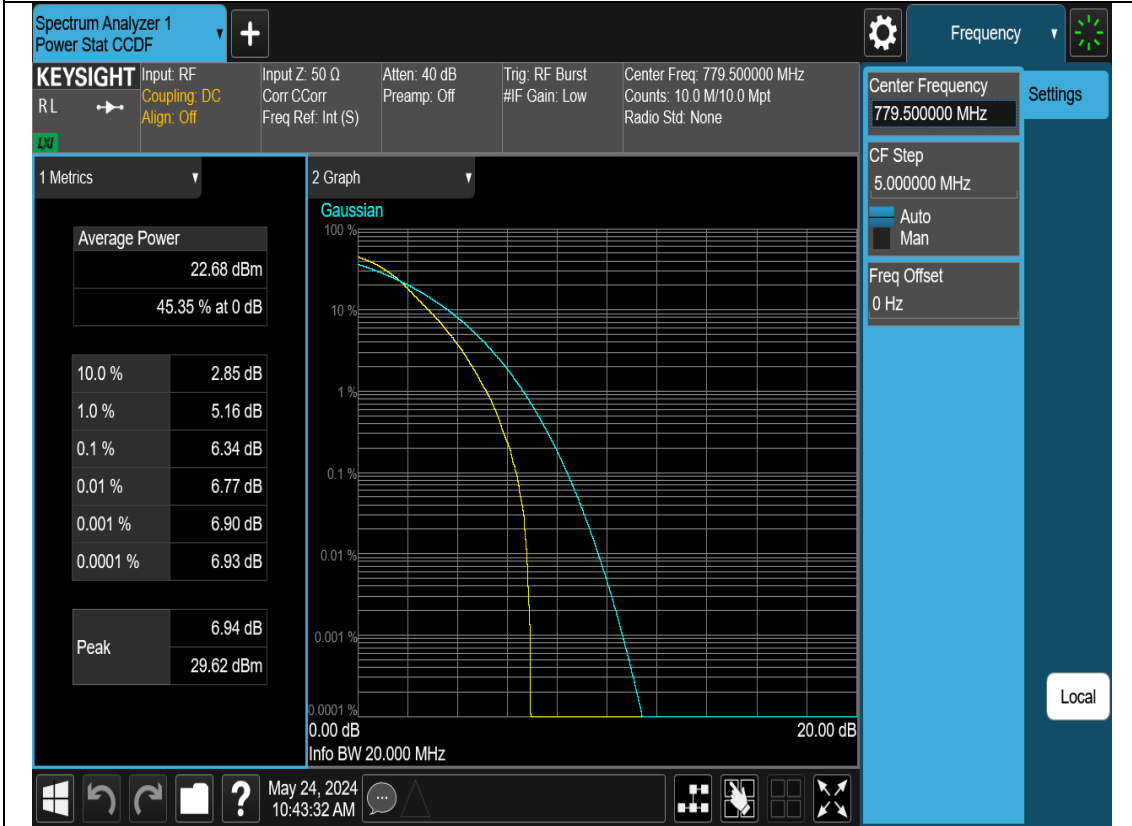 Spectrum Analyzer 1
Power Stat CCDF
+
Frequency
KEYSIGHT
RL
LXI
Input: RF
Coupling: DC
Align: Off
Input Z: 50 Ω
Corr CCorr
Freq Ref: Int (S)
Atten: 40 dB
Preamp: Off
Trig: RF Burst
#IF Gain: Low
Center Freq: 779.500000 MHz
Counts: 10.0 M/10.0 Mpt
Radio Std: None
Center Frequency
779.500000 MHz
Settings
CF Step
5.000000 MHz
Auto
Man
Freq Offset
0 Hz
1 Metrics
Average Power
22.68 dBm
45.35 % at 0 dB
10.0 % 2.85 dB
1.0 % 5.16 dB
0.1 % 6.34 dB
0.01 % 6.77 dB
0.001 % 6.90 dB
0.0001 % 6.93 dB
Peak
6.94 dB
29.62 dBm
2 Graph
Gaussian
100 %
10 %
1 %
0.1 %
0.01 %
0.001 %
0.0001 %
0.00 dB 20.00 dB
Info BW 20.000 MHz
Local
?
May 24, 2024
10:43:32 AM